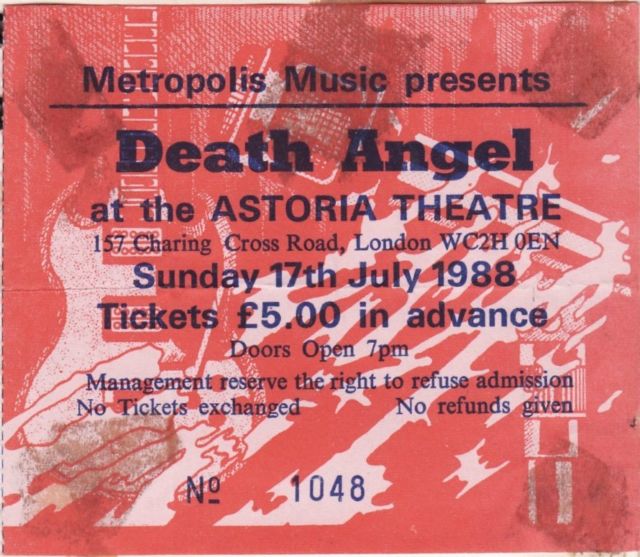 Metropolis Music presents
Death Angel
at the ASTORIA THEATRE
157 Charing Cross Road, London WC2H 0EN
Sunday 17th July 1988
Tickets £5.00 in advance
Doors Open 7pm
Management reserve the right to refuse admission
No Tickets exchanged No refunds given
Nº 1048